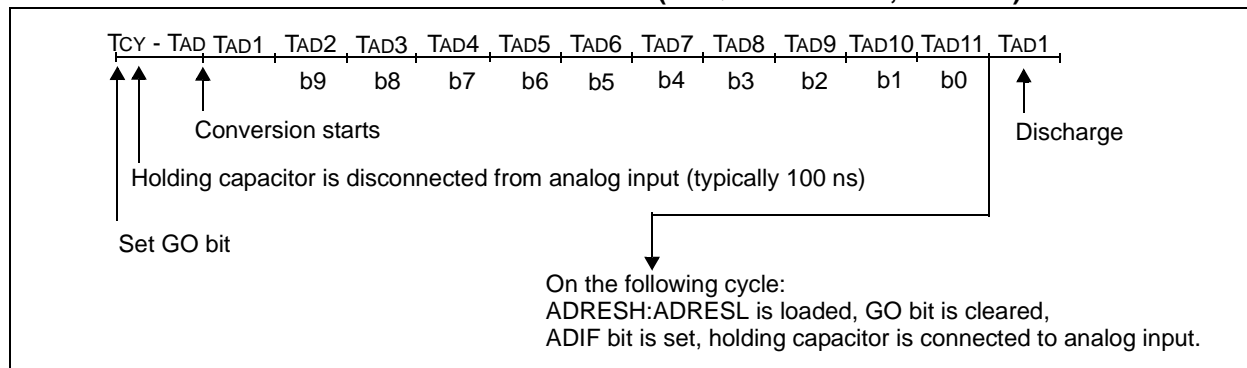 TCY - TAD TAD1 TAD2 TAD3 TAD4 TAD5 TAD6 TAD7 TAD8 TAD9 TAD10 TAD11 TAD1
b9 b8 b7 b6 b5 b4 b3 b2 b1 b0
Conversion starts
Discharge
Holding capacitor is disconnected from analog input (typically 100 ns)
Set GO bit
On the following cycle:
ADRESH:ADRESL is loaded, GO bit is cleared,
ADIF bit is set, holding capacitor is connected to analog input.